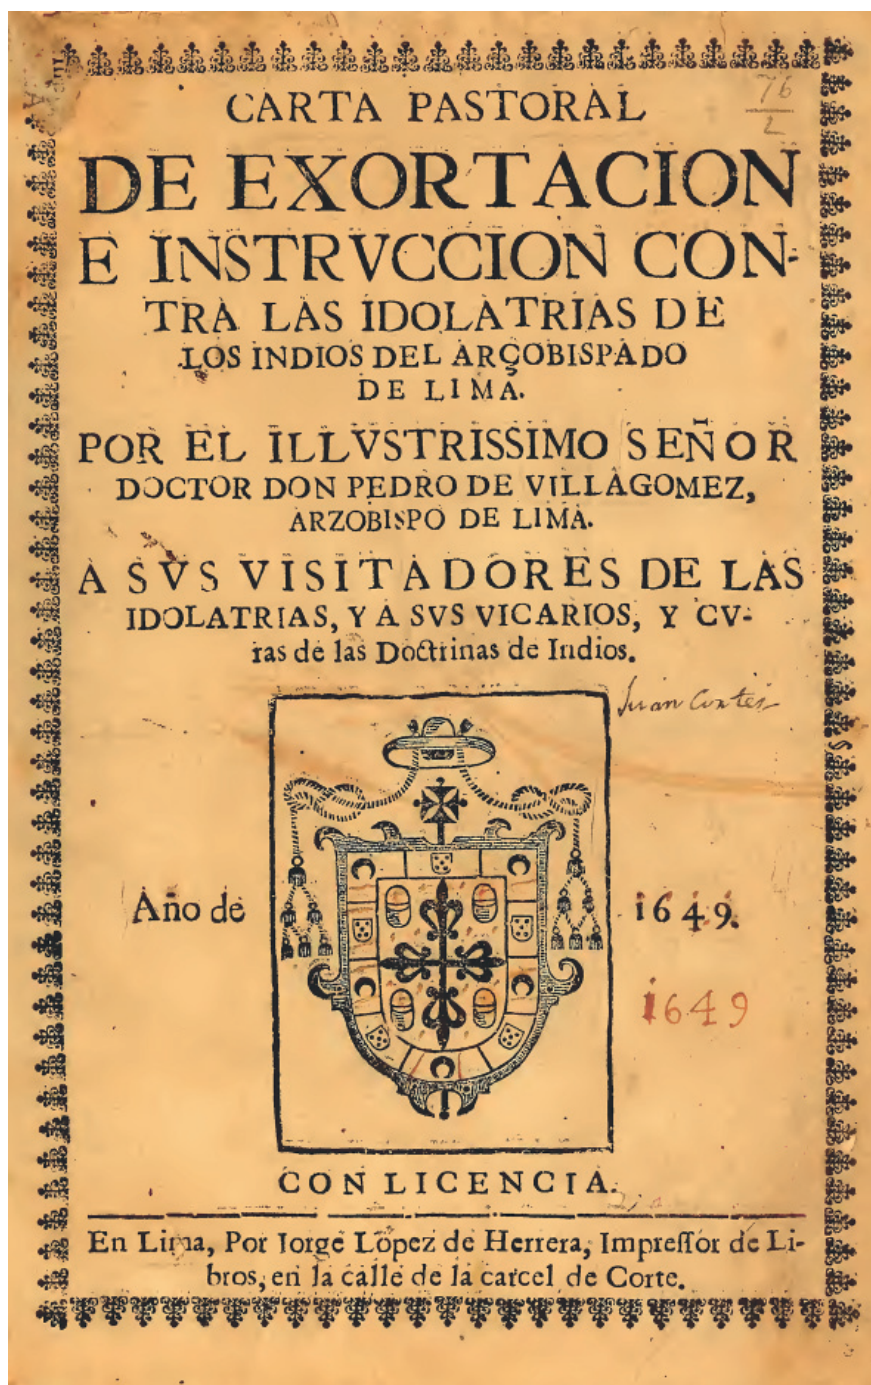 76
2
CARTA PASTORAL
DE EXORTACION
E INSTRVCCION CON-
TRA LAS IDOLATRIAS DE
LOS INDIOS DEL ARÇOBISPADO
DE LIMA.
POR EL ILLVSTRISSIMO SEÑOR
DOCTOR DON PEDRO DE VILLAGOMEZ,
ARZOBISPO DE LIMA.
A SVS VISITADORES DE LAS
IDOLATRIAS, Y A SVS VICARIOS, Y CV-
ras de las Doctrinas de Indios.
Juan Cortés
Año de 1649.
1649
CON LICENCIA.
En Lima, Por Iorge López de Herrera, Impreſſor de Li-
bros, en la calle de la carcel de Corte.